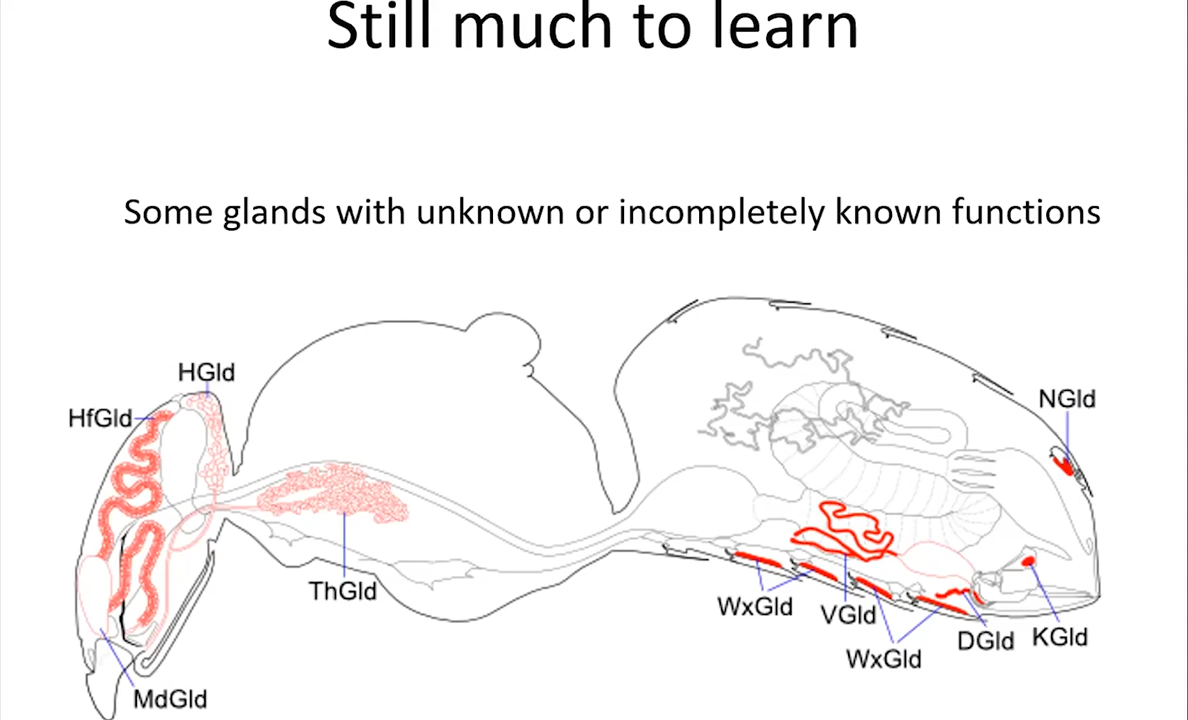 Still much to learn
Some glands with unknown or incompletely known functions
HGld
HfGld
NGld
ThGld
WxGld
VGld
WxGld
DGld
KGld
MdGld